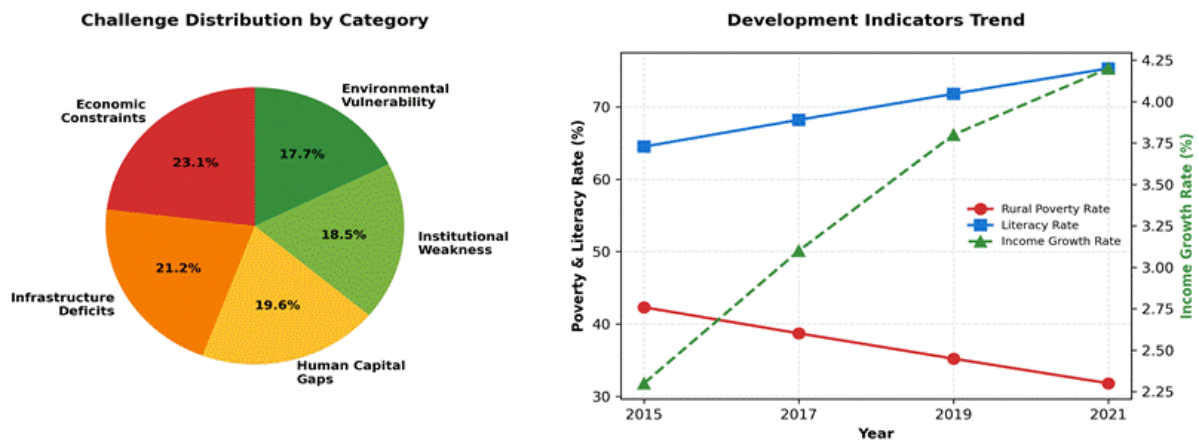 Challenge Distribution by Category
Economic
Constraints
23.1%
Environmental
Vulnerability
17.7%
Infrastructure
Deficits
21.2%
Institutional
Weakness
18.5%
19.6%
Human Capital
Gaps
Development Indicators Trend
Poverty & Literacy Rate (%)
70
60
50
40
30
Rural Poverty Rate
Literacy Rate
Income Growth Rate
4.25
4.00
3.75
3.50
3.25
3.00
2.75
2.50
2.25
Income Growth Rate (%)
2015
2017
2019
2021
Year